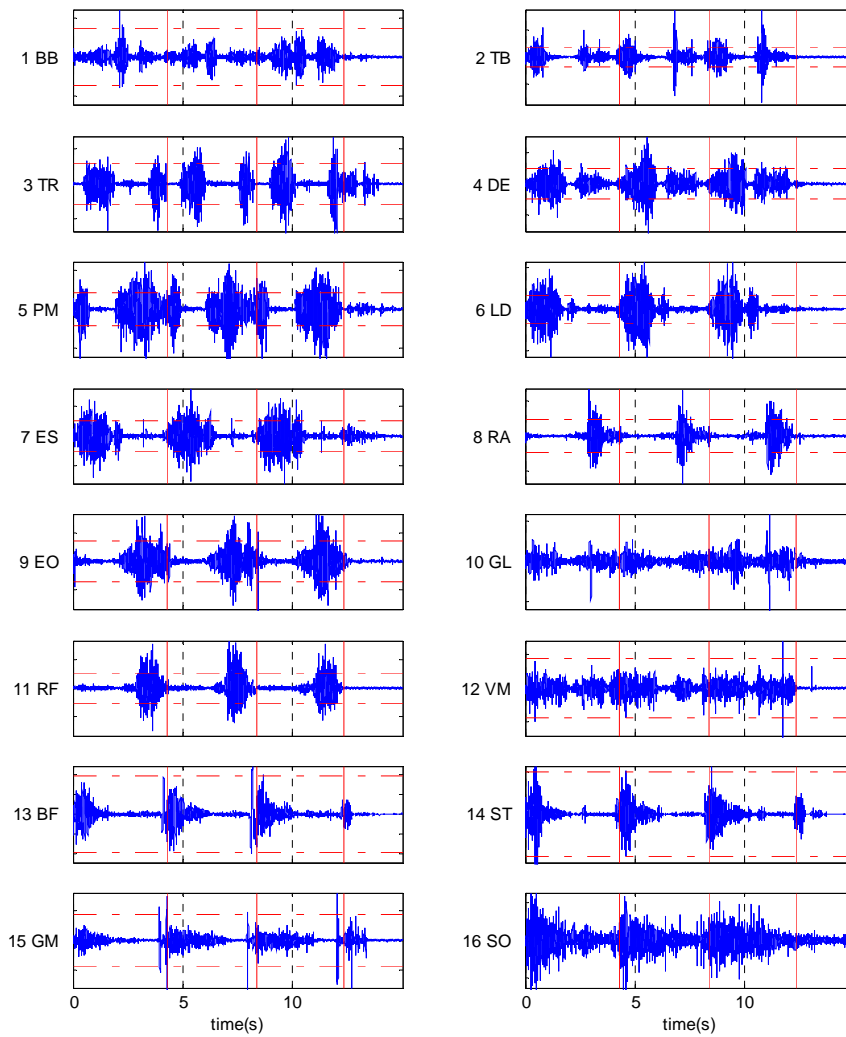 1 BB
2 TB
3 TR
4 DE
5 PM
6 LD
7 ES
8 RA
9 EO
10 GL
11 RF
12 VM
13 BF
14 ST
15 GM
16 SO
0 5 10 0 5 10
time(s) time(s)